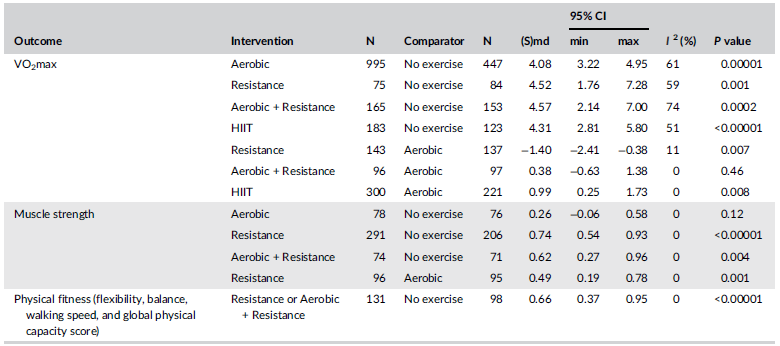 95% CI
Outcome Intervention N Comparator N (S)md min max I² (%) P value
VO₂max Aerobic 995 No exercise 447 4.08 3.22 4.95 61 0.00001
Resistance 75 No exercise 84 4.52 1.76 7.28 59 0.001
Aerobic + Resistance 165 No exercise 153 4.57 2.14 7.00 74 0.0002
HIIT 183 No exercise 123 4.31 2.81 5.80 51 <0.00001
Resistance 143 Aerobic 137 −1.40 −2.41 −0.38 11 0.007
Aerobic + Resistance 96 Aerobic 97 0.38 −0.63 1.38 0 0.46
HIIT 300 Aerobic 221 0.99 0.25 1.73 0 0.008
Muscle strength Aerobic 78 No exercise 76 0.26 −0.06 0.58 0 0.12
Resistance 291 No exercise 206 0.74 0.54 0.93 0 <0.00001
Aerobic + Resistance 74 No exercise 71 0.62 0.27 0.96 0 0.004
Resistance 96 Aerobic 95 0.49 0.19 0.78 0 0.001
Physical fitness (flexibility, balance, Resistance or Aerobic 131 No exercise 98 0.66 0.37 0.95 0 <0.00001
walking speed, and global physical + Resistance
capacity score)